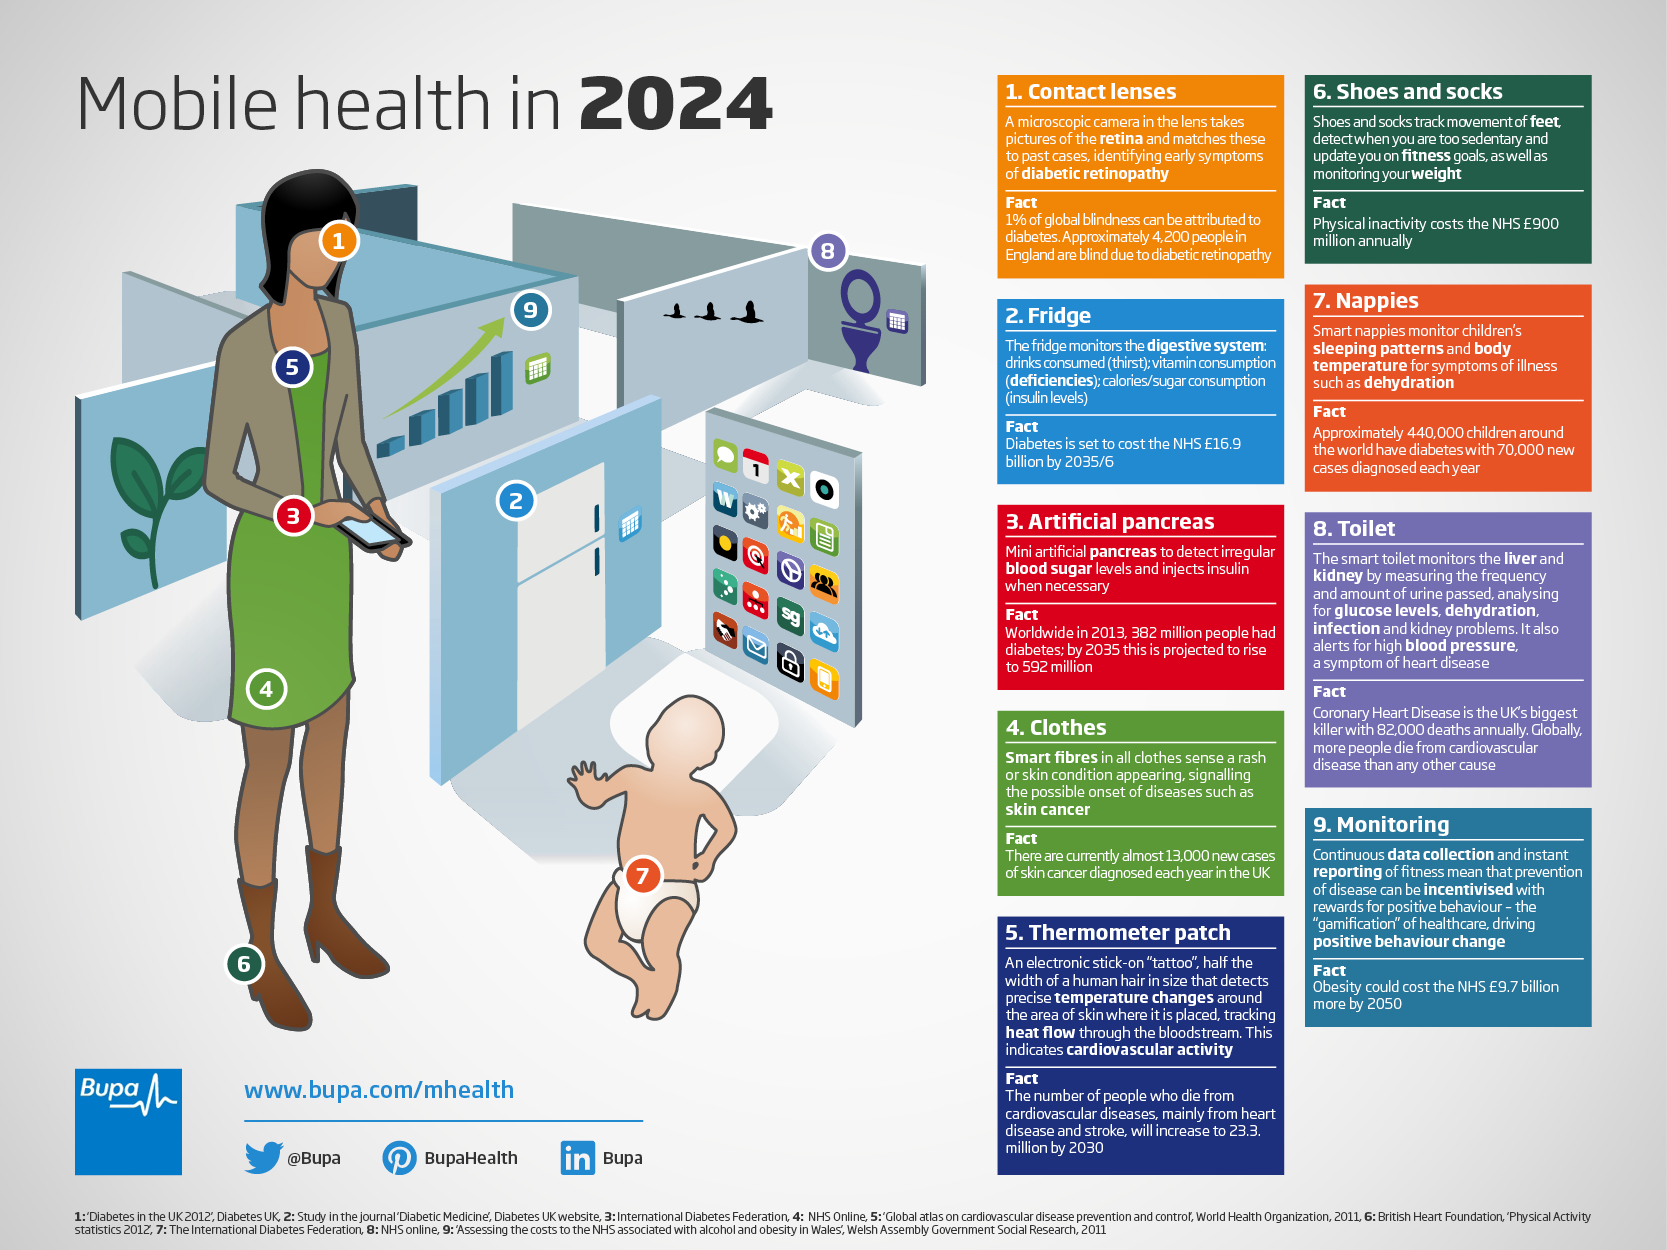 Mobile health in 2024
1
8
9
5
2
3
4
7
6
1
W
sg
1. Contact lenses
A microscopic camera in the lens takes
pictures of the retina and matches these
to past cases, identifying early symptoms
of diabetic retinopathy
Fact
1% of global blindness can be attributed to
diabetes. Approximately 4,200 people in
England are blind due to diabetic retinopathy
2. Fridge
The fridge monitors the digestive system:
drinks consumed (thirst); vitamin consumption
(deficiencies); calories/sugar consumption
(insulin levels)
Fact
Diabetes is set to cost the NHS £16.9
billion by 2035/6
3. Artificial pancreas
Mini artificial pancreas to detect irregular
blood sugar levels and injects insulin
when necessary
Fact
Worldwide in 2013, 382 million people had
diabetes; by 2035 this is projected to rise
to 592 million
4. Clothes
Smart fibres in all clothes sense a rash
or skin condition appearing, signalling
the possible onset of diseases such as
skin cancer
Fact
There are currently almost 13,000 new cases
of skin cancer diagnosed each year in the UK
5. Thermometer patch
An electronic stick-on "tattoo", half the
width of a human hair in size that detects
precise temperature changes around
the area of skin where it is placed, tracking
heat flow through the bloodstream. This
indicates cardiovascular activity
Fact
The number of people who die from
cardiovascular diseases, mainly from heart
disease and stroke, will increase to 23.3.
million by 2030
6. Shoes and socks
Shoes and socks track movement of feet,
detect when you are too sedentary and
update you on fitness goals, as well as
monitoring your weight
Fact
Physical inactivity costs the NHS £900
million annually
7. Nappies
Smart nappies monitor children's
sleeping patterns and body
temperature for symptoms of illness
such as dehydration
Fact
Approximately 440,000 children around
the world have diabetes with 70,000 new
cases diagnosed each year
8. Toilet
The smart toilet monitors the liver and
kidney by measuring the frequency
and amount of urine passed, analysing
for glucose levels, dehydration,
infection and kidney problems. It also
alerts for high blood pressure,
a symptom of heart disease
Fact
Coronary Heart Disease is the UK's biggest
killer with 82,000 deaths annually. Globally,
more people die from cardiovascular
disease than any other cause
9. Monitoring
Continuous data collection and instant
reporting of fitness mean that prevention
of disease can be incentivised with
rewards for positive behaviour – the
"gamification" of healthcare, driving
positive behaviour change
Fact
Obesity could cost the NHS £9.7 billion
more by 2050
Bupa
www.bupa.com/mhealth
@Bupa
BupaHealth
in Bupa
1: 'Diabetes in the UK 2012', Diabetes UK, 2: Study in the journal 'Diabetic Medicine', Diabetes UK website, 3: International Diabetes Federation, 4: NHS Online, 5: 'Global atlas on cardiovascular disease prevention and control', World Health Organization, 2011, 6: British Heart Foundation, 'Physical Activity
statistics 2012', 7: The International Diabetes Federation, 8: NHS online, 9: 'Assessing the costs to the NHS associated with alcohol and obesity in Wales', Welsh Assembly Government Social Research, 2011